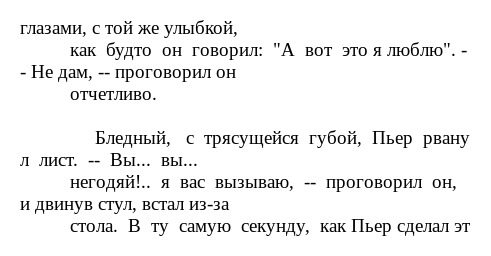 глазами, с той же улыбкой,
как будто он говорил: "А вот это я люблю". -
- Не дам, -- проговорил он
отчетливо.
Бледный, с трясущейся губой, Пьер рвану
л лист. -- Вы... вы...
негодяй!.. я вас вызываю, -- проговорил он,
и двинув стул, встал из-за
стола. В ту самую секунду, как Пьер сделал эт